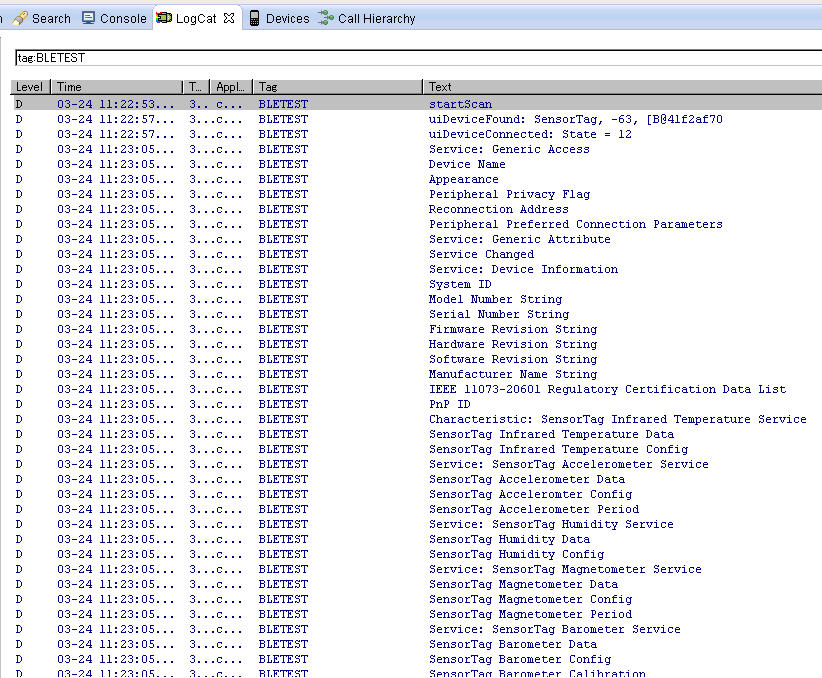 Search Console LogCat Devices Call Hierarchy
tag:BLETEST
Level Time T... Appl... Tag Text
D 03-24 11:22:53... 3... c... BLETEST startScan
D 03-24 11:22:57... 3... c... BLETEST uiDeviceFound: SensorTag, -63, [B@41f2af70
D 03-24 11:22:57... 3... c... BLETEST uiDeviceConnected: State = 12
D 03-24 11:23:05... 3... c... BLETEST Service: Generic Access
D 03-24 11:23:05... 3... c... BLETEST Device Name
D 03-24 11:23:05... 3... c... BLETEST Appearance
D 03-24 11:23:05... 3... c... BLETEST Peripheral Privacy Flag
D 03-24 11:23:05... 3... c... BLETEST Reconnection Address
D 03-24 11:23:05... 3... c... BLETEST Peripheral Preferred Connection Parameters
D 03-24 11:23:05... 3... c... BLETEST Service: Generic Attribute
D 03-24 11:23:05... 3... c... BLETEST Service Changed
D 03-24 11:23:05... 3... c... BLETEST Service: Device Information
D 03-24 11:23:05... 3... c... BLETEST System ID
D 03-24 11:23:05... 3... c... BLETEST Model Number String
D 03-24 11:23:05... 3... c... BLETEST Serial Number String
D 03-24 11:23:05... 3... c... BLETEST Firmware Revision String
D 03-24 11:23:05... 3... c... BLETEST Hardware Revision String
D 03-24 11:23:05... 3... c... BLETEST Software Revision String
D 03-24 11:23:05... 3... c... BLETEST Manufacturer Name String
D 03-24 11:23:05... 3... c... BLETEST IEEE 11073-20601 Regulatory Certification Data List
D 03-24 11:23:05... 3... c... BLETEST PnP ID
D 03-24 11:23:05... 3... c... BLETEST Characteristic: SensorTag Infrared Temperature Service
D 03-24 11:23:05... 3... c... BLETEST SensorTag Infrared Temperature Data
D 03-24 11:23:05... 3... c... BLETEST SensorTag Infrared Temperature Config
D 03-24 11:23:05... 3... c... BLETEST Service: SensorTag Accelerometer Service
D 03-24 11:23:05... 3... c... BLETEST SensorTag Accelerometer Data
D 03-24 11:23:05... 3... c... BLETEST SensorTag Acceleromter Config
D 03-24 11:23:05... 3... c... BLETEST SensorTag Accelerometer Period
D 03-24 11:23:05... 3... c... BLETEST Service: SensorTag Humidity Service
D 03-24 11:23:05... 3... c... BLETEST SensorTag Humidity Data
D 03-24 11:23:05... 3... c... BLETEST SensorTag Humidity Config
D 03-24 11:23:05... 3... c... BLETEST Service: SensorTag Magnetometer Service
D 03-24 11:23:05... 3... c... BLETEST SensorTag Magnetometer Data
D 03-24 11:23:05... 3... c... BLETEST SensorTag Magnetometer Config
D 03-24 11:23:05... 3... c... BLETEST SensorTag Magnetometer Period
D 03-24 11:23:05... 3... c... BLETEST Service: SensorTag Barometer Service
D 03-24 11:23:05... 3... c... BLETEST SensorTag Barometer Data
D 03-24 11:23:05... 3... c... BLETEST SensorTag Barometer Config
D 03-24 11:23:05... 3... c... BLETEST SensorTag Barometer Calibration